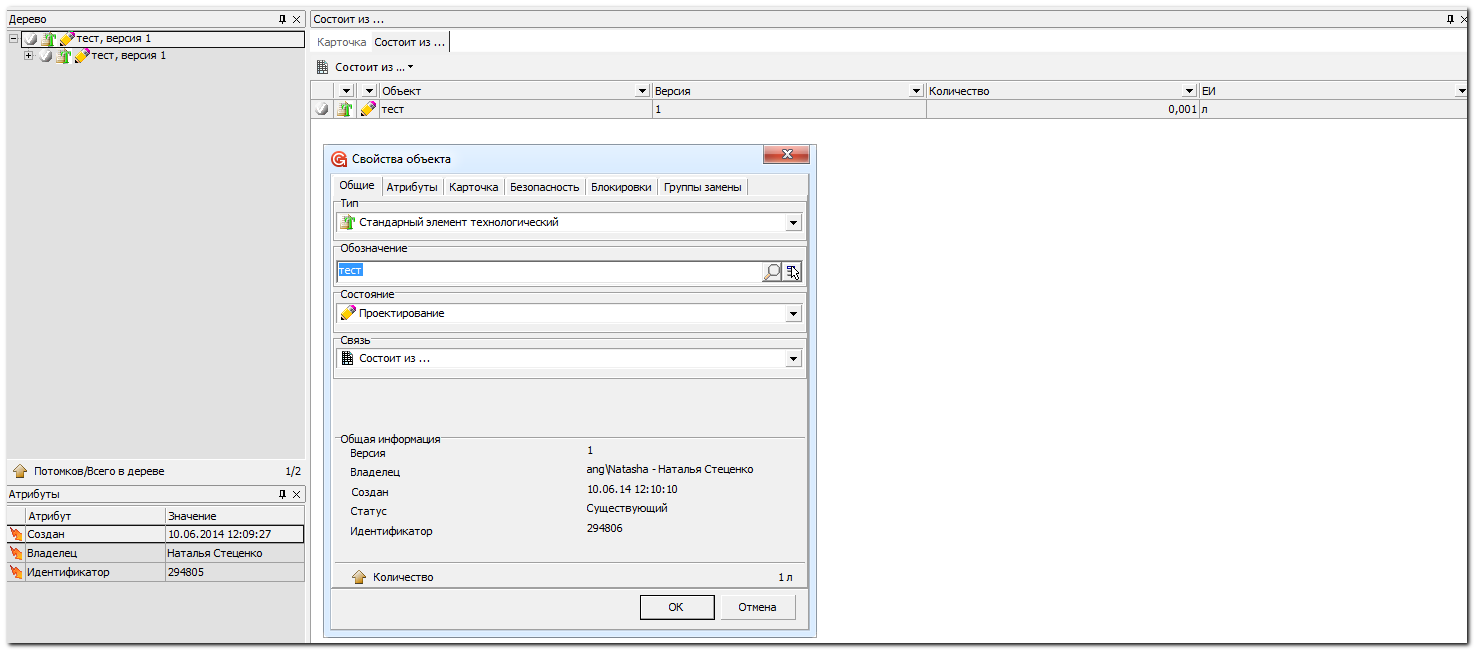 Дерево
тест, версия 1
тест, версия 1
Потомков/Всего в дереве 1/2
Атрибуты
Атрибут Значение
Создан 10.06.2014 12:09:27
Владелец Наталья Стеценко
Идентификатор 294805
Состоит из ...
Карточка Состоит из ...
Состоит из ...
Объект Версия Количество ЕИ
тест 1 0,001 л
Свойства объекта
Общие Атрибуты Карточка Безопасность Блокировки Группы замены
Тип
Стандарный элемент технологический
Обозначение
тест
Состояние
Проектирование
Связь
Состоит из ...
Общая информация
Версия 1
Владелец ang\Natasha - Наталья Стеценко
Создан 10.06.14 12:10:10
Статус Существующий
Идентификатор 294806
Количество 1 л
OK Отмена